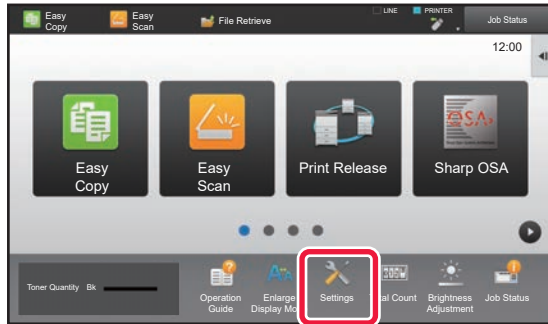 Easy
Copy
Easy
Scan
File Retrieve
LINE
PRINTER
Job Status
12:00
Easy
Copy
Easy
Scan
Print Release
OSA
Sharp OSA
Toner Quantity Bk
Operation
Guide
Enlarge
Display Mo
Settings
tal Count
Brightness
Adjustment
Job Status